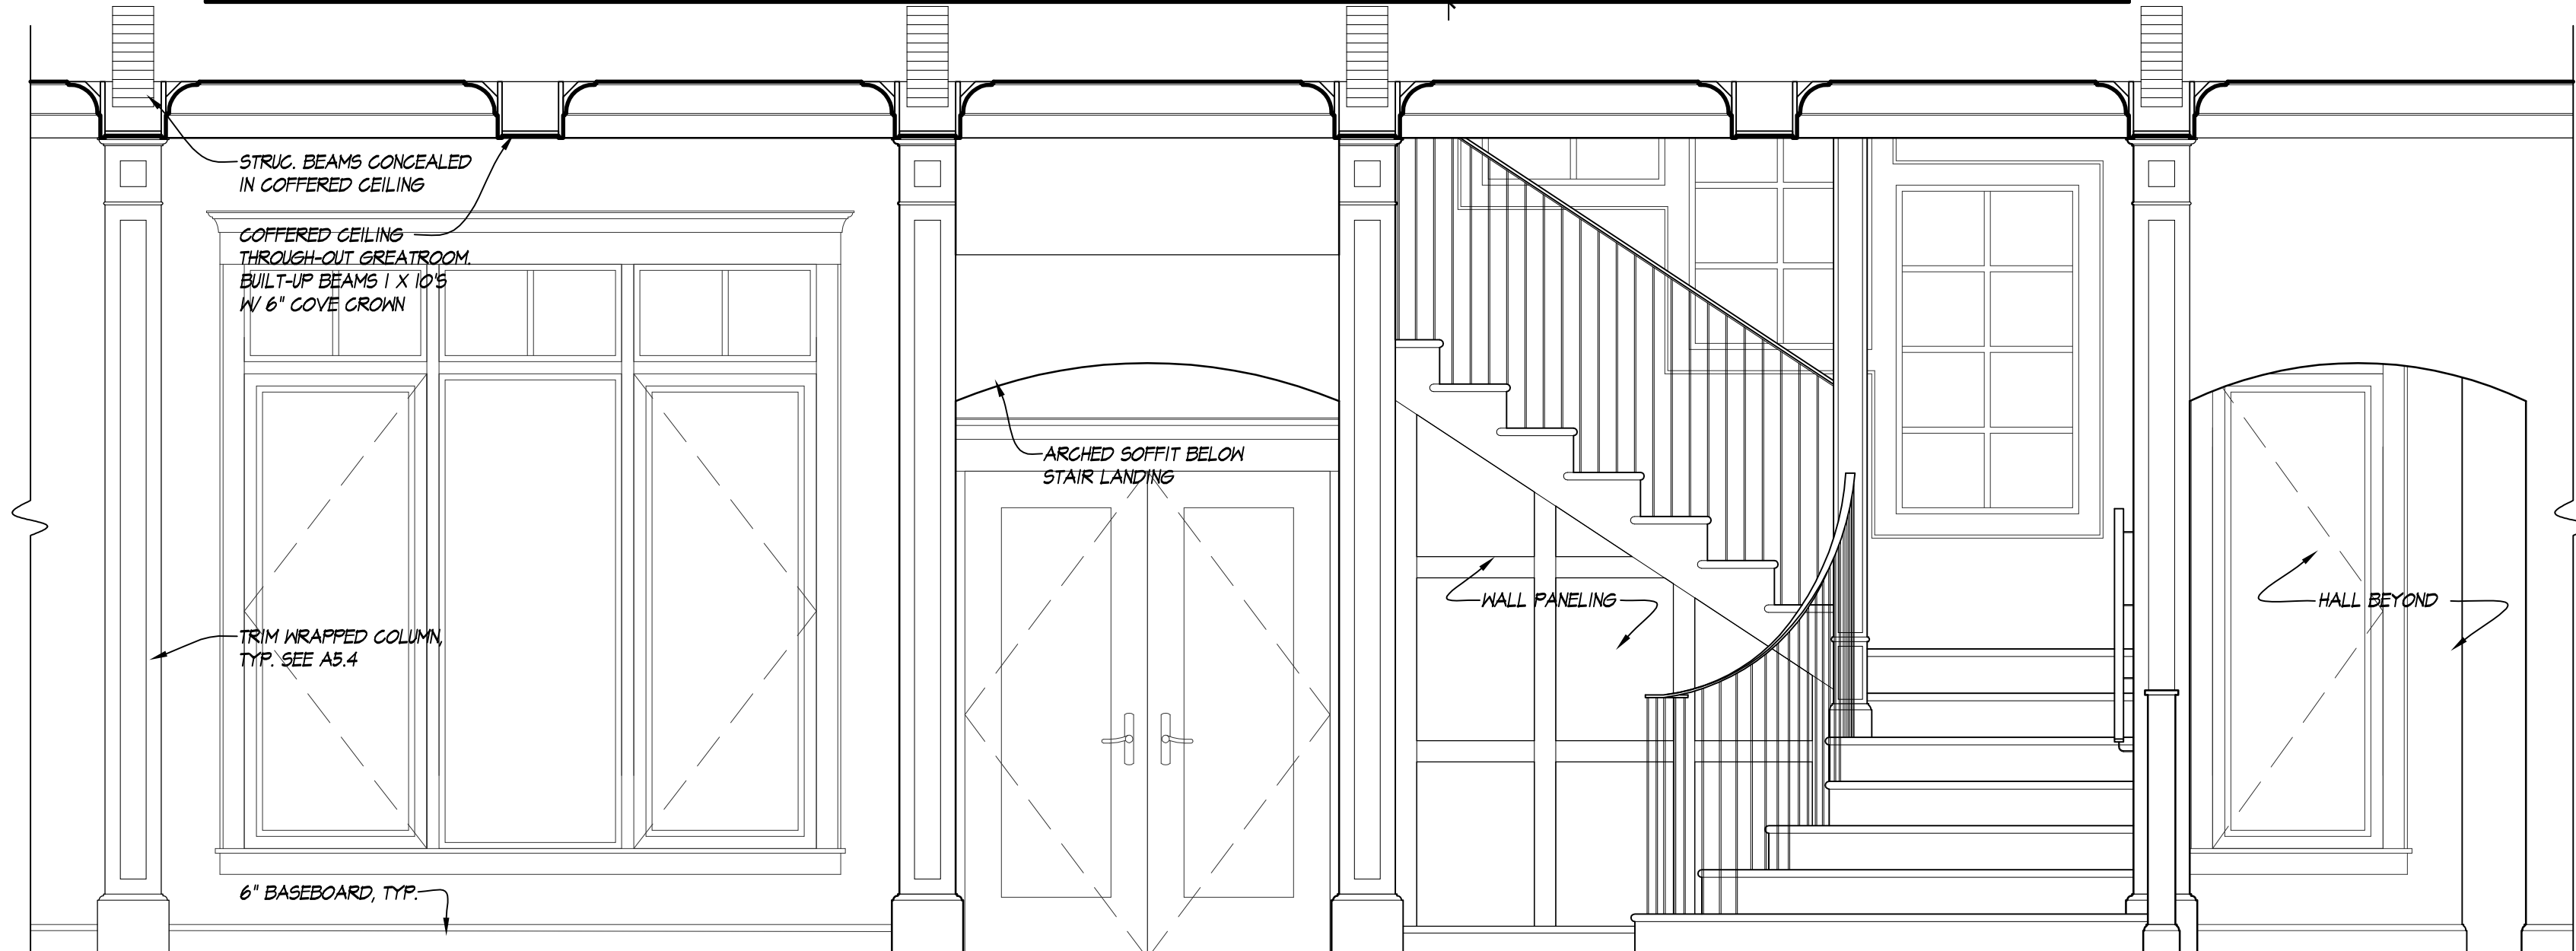 STRUC. BEAMS CONCEALED
IN COFFERED CEILING
COFFERED CEILING
THROUGH-OUT GREATROOM.
BUILT-UP BEAMS 1 X 10'S
W/ 6" COVE CROWN
ARCHED SOFFIT BELOW
STAIR LANDING
WALL PANELING
HALL BEYOND
TRIM WRAPPED COLUMN,
TYP. SEE A5.4
6" BASEBOARD, TYP.